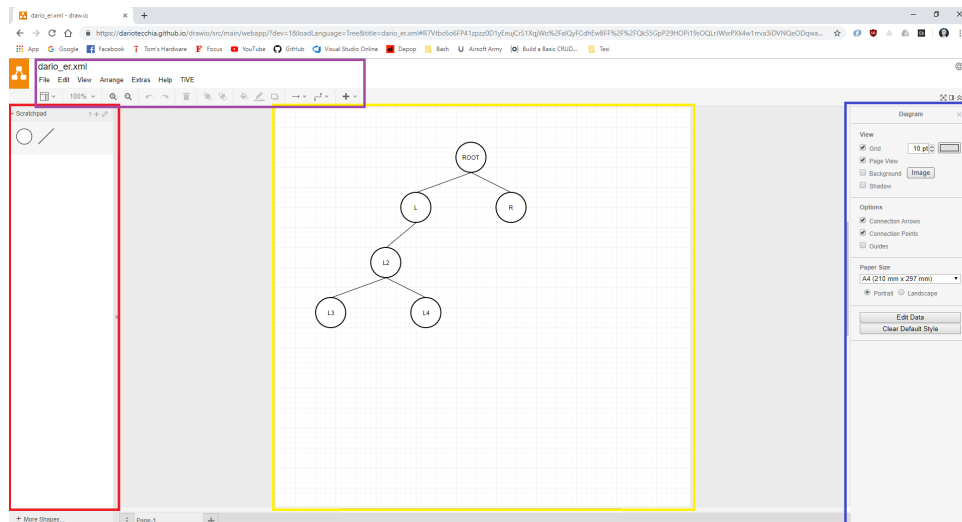 dario_er.xml - draw.io
https://dariotecchia.github.io/drawio/src/main/webapp/?dev=1&loadLanguage=Tree&title=dario_er.xml
App Google Facebook Tom's Hardware Focus YouTube GitHub Visual Studio Online Depop Bash Airsoft Army Build a Basic CRUD... Tesi
dario_er.xml
File Edit View Arrange Extras Help TiVE
100%
Scratchpad
?
Diagram
View
Grid 10 pt
Page View
Background Image
Shadow
Options
Connection Arrows
Connection Points
Guides
Paper Size
A4 (210 mm x 297 mm)
Portrait Landscape
Edit Data
Clear Default Style
ROOT
L R
L2
L3 L4
+ More Shapes...
Page-1